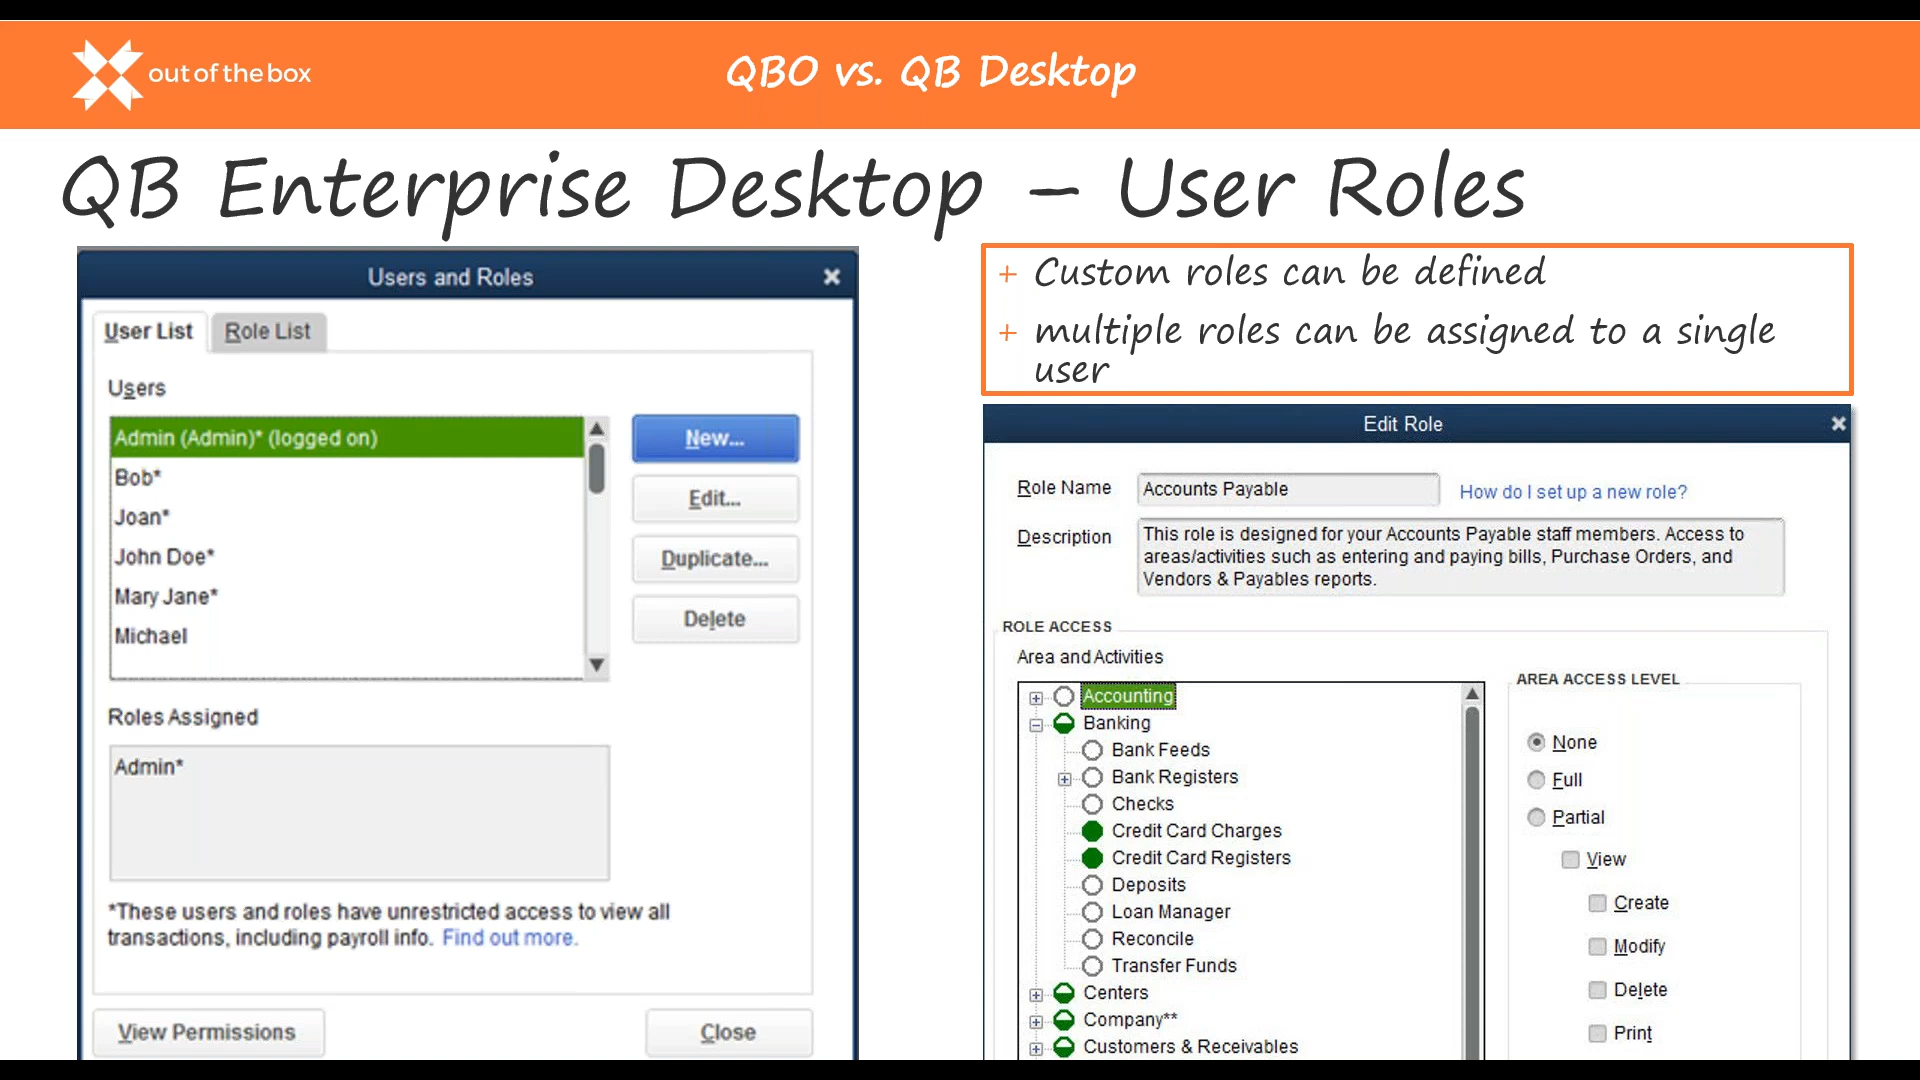 out of the box
QBO vs. QB Desktop
QB Enterprise Desktop – User Roles
Users and Roles
User List
Role List
Users
Admin (Admin)* (logged on)
Bob*
Joan*
John Doe*
Mary Jane*
Michael
New...
Edit...
Duplicate...
Delete
Roles Assigned
Admin*
*These users and roles have unrestricted access to view all
transactions, including payroll info. Find out more.
View Permissions
Close
+ Custom roles can be defined
+ multiple roles can be assigned to a single
user
Edit Role
Role Name
Accounts Payable
How do I set up a new role?
Description
This role is designed for your Accounts Payable staff members. Access to
areas/activities such as entering and paying bills, Purchase Orders, and
Vendors & Payables reports.
ROLE ACCESS
Area and Activities
Accounting
Banking
Bank Feeds
Bank Registers
Checks
Credit Card Charges
Credit Card Registers
Deposits
Loan Manager
Reconcile
Transfer Funds
Centers
Company**
Customers & Receivables
AREA ACCESS LEVEL
None
Full
Partial
View
Create
Modify
Delete
Print